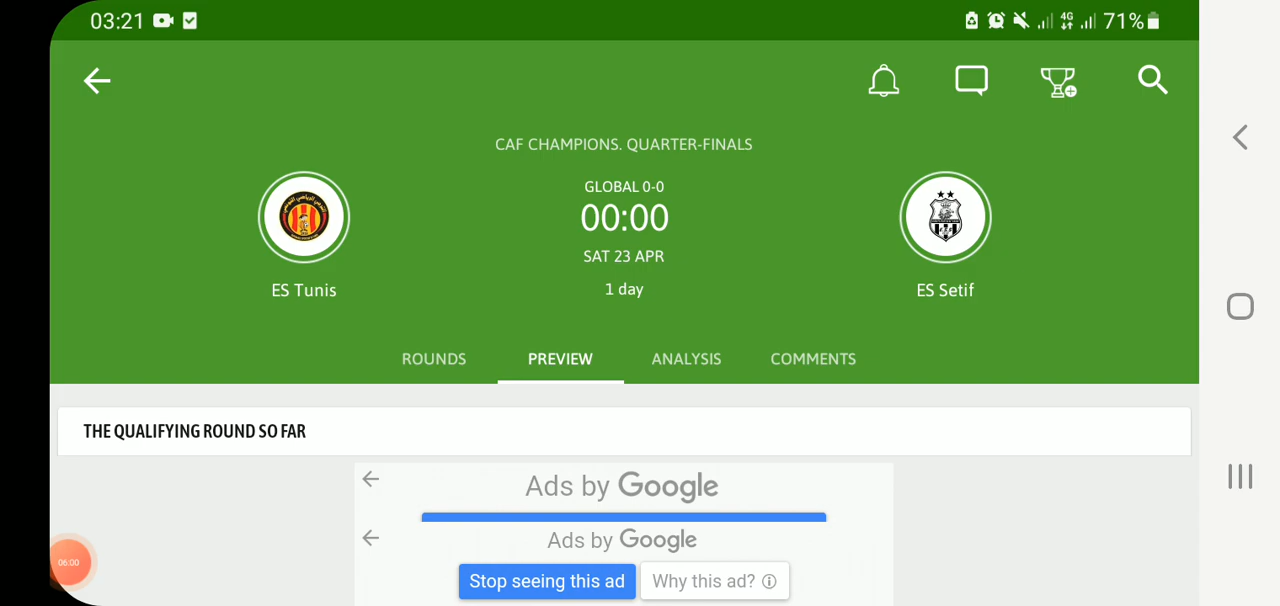 03:21
4G 71%
CAF CHAMPIONS. QUARTER-FINALS
GLOBAL 0-0
00:00
SAT 23 APR
1 day
ES Tunis
ES Setif
ROUNDS PREVIEW ANALYSIS COMMENTS
THE QUALIFYING ROUND SO FAR
Ads by Google
Ads by Google
Stop seeing this ad Why this ad?
06:00